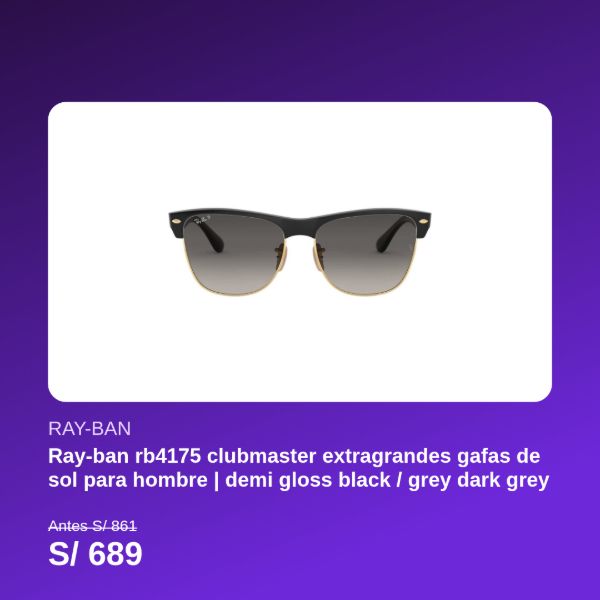 RAY-BAN
Ray-ban rb4175 clubmaster extragrandes gafas de
sol para hombre | demi gloss black / grey dark grey
Antes S/ 861
S/ 689